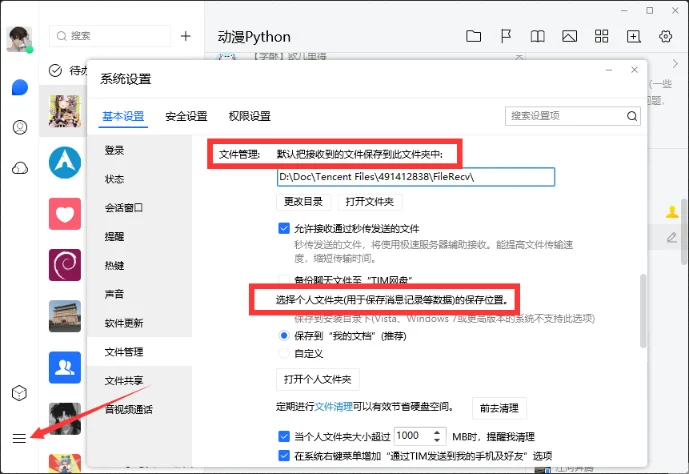 搜索
动漫Python
待办
【学部】欧几里得
系统设置
基本设置
安全设置
权限设置
搜索设置项
登录
状态
会话窗口
提醒
热键
声音
软件更新
文件管理
文件共享
音视频通话
文件管理:
默认把接收到的文件保存到此文件夹中:
D:\Doc\Tencent Files\491412838\FileRecv\
更改目录
打开文件夹
允许接收通过秒传发送的文件
秒传发送的文件，将使用极速服务器辅助接收。能提高文件传输速
度，缩短传输时间。
备份聊天文件至“TIM网盘”
选择个人文件夹(用于保存消息记录等数据)的保存位置。
保存到安装目录下(Vista、Windows 7或更高版本的系统不支持此选项)
保存到“我的文档”(推荐)
自定义
打开个人文件夹
定期进行文件清理可以有效节省硬盘空间。
前去清理
当个人文件夹大小超过 1000 MB时，提醒我清理
在系统右键菜单增加“通过TIM发送到我的手机及好友”选项
(一些
问题,